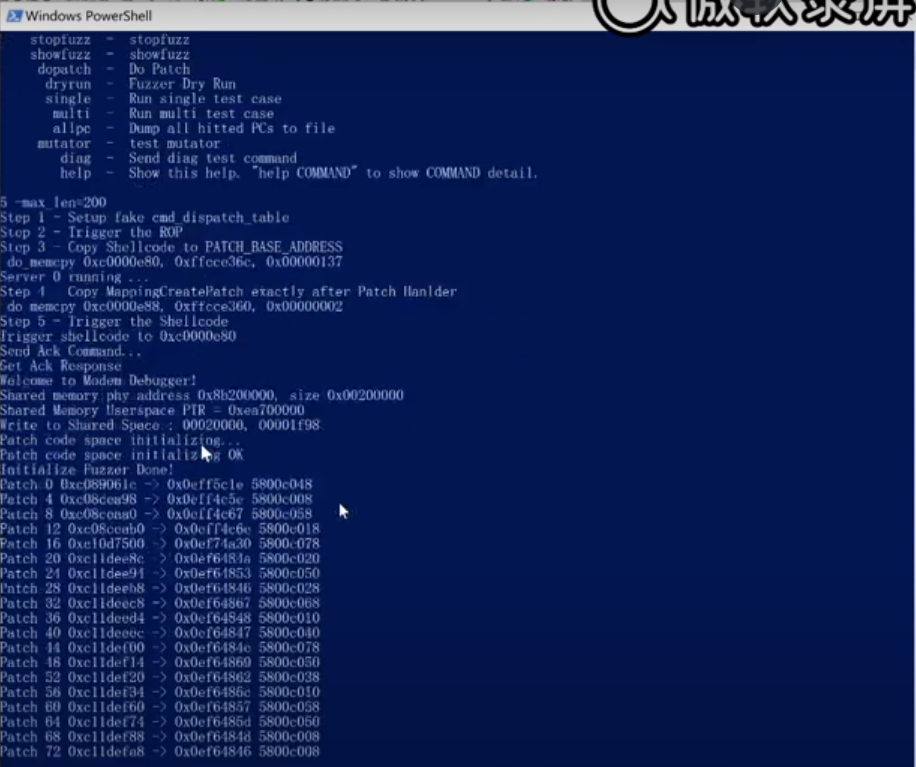 Windows PowerShell
傲软录屏
stopfuzz - stopfuzz
showfuzz - showfuzz
dopatch - Do Patch
dryrun - Fuzzer Dry Run
single - Run single test case
multi - Run multi test case
allpc - Dump all hitted PCs to file
mutator - test mutator
diag - Send diag test command
help - Show this help. "help COMMAND" to show COMMAND detail.
5 -max_len=200
Step 1 - Setup fake cmd_dispatch_table
Step 2 - Trigger the ROP
Step 3 - Copy Shellcode to PATCH_BASE_ADDRESS
do_memcpy 0xc0000e80, 0xffcce36c, 0x00000137
Server 0 running ...
Step 4 Copy MappingCreatePatch exactly after Patch Hanlder
do memcpy 0xc0000e88, 0xffcce360, 0x00000002
Step 5 - Trigger the Shellcode
Trigger shellcode to 0xc0000e80
Send Ack Command...
Get Ack Response
Welcome to Modem Debugger!
Shared memory phy address 0x8b200000, size 0x00200000
Shared Memory Userspace PTR = 0xea700000
Write to Shared Space : 00020000, 00001f98
Patch code space initializing...
Patch code space initializing OK
Initialize Fuzzer Done!
Patch 0 0xc089061c -> 0x0eff5c1e 5800c048
Patch 4 0xc08cea98 -> 0x0eff4c5e 5800c008
Patch 8 -> 0x0eff4c67 5800c058
Patch 12 0xc08ceab0 -> 0x0eff4c6e 5800c018
Patch 16 0xc10d7500 -> 0x0ef74a30 5800c078
Patch 20 0xc11dee8c -> 0x0ef6484a 5800c020
Patch 24 0xc11dee94 -> 0x0ef64853 5800c050
Patch 28 0xc11deeb8 -> 0x0ef64846 5800c028
Patch 32 0xc11deec8 -> 0x0ef64867 5800c068
Patch 36 0xc11deed4 -> 0x0ef64848 5800c010
Patch 40 0xc11deeec -> 0x0ef64847 5800c040
Patch 44 0xc11def00 -> 0x0ef6484c 5800c078
Patch 48 0xc11def14 -> 0x0ef64869 5800c050
Patch 52 0xc11def20 -> 0x0ef64862 5800c038
Patch 56 0xc11def34 -> 0x0ef6486c 5800c010
Patch 60 0xc11def60 -> 0x0ef64857 5800c058
Patch 64 0xc11def74 -> 0x0ef6485d 5800c050
Patch 68 0xc11def88 -> 0x0ef6484d 5800c008
Patch 72 0xc11defa8 -> 0x0ef64846 5800c008